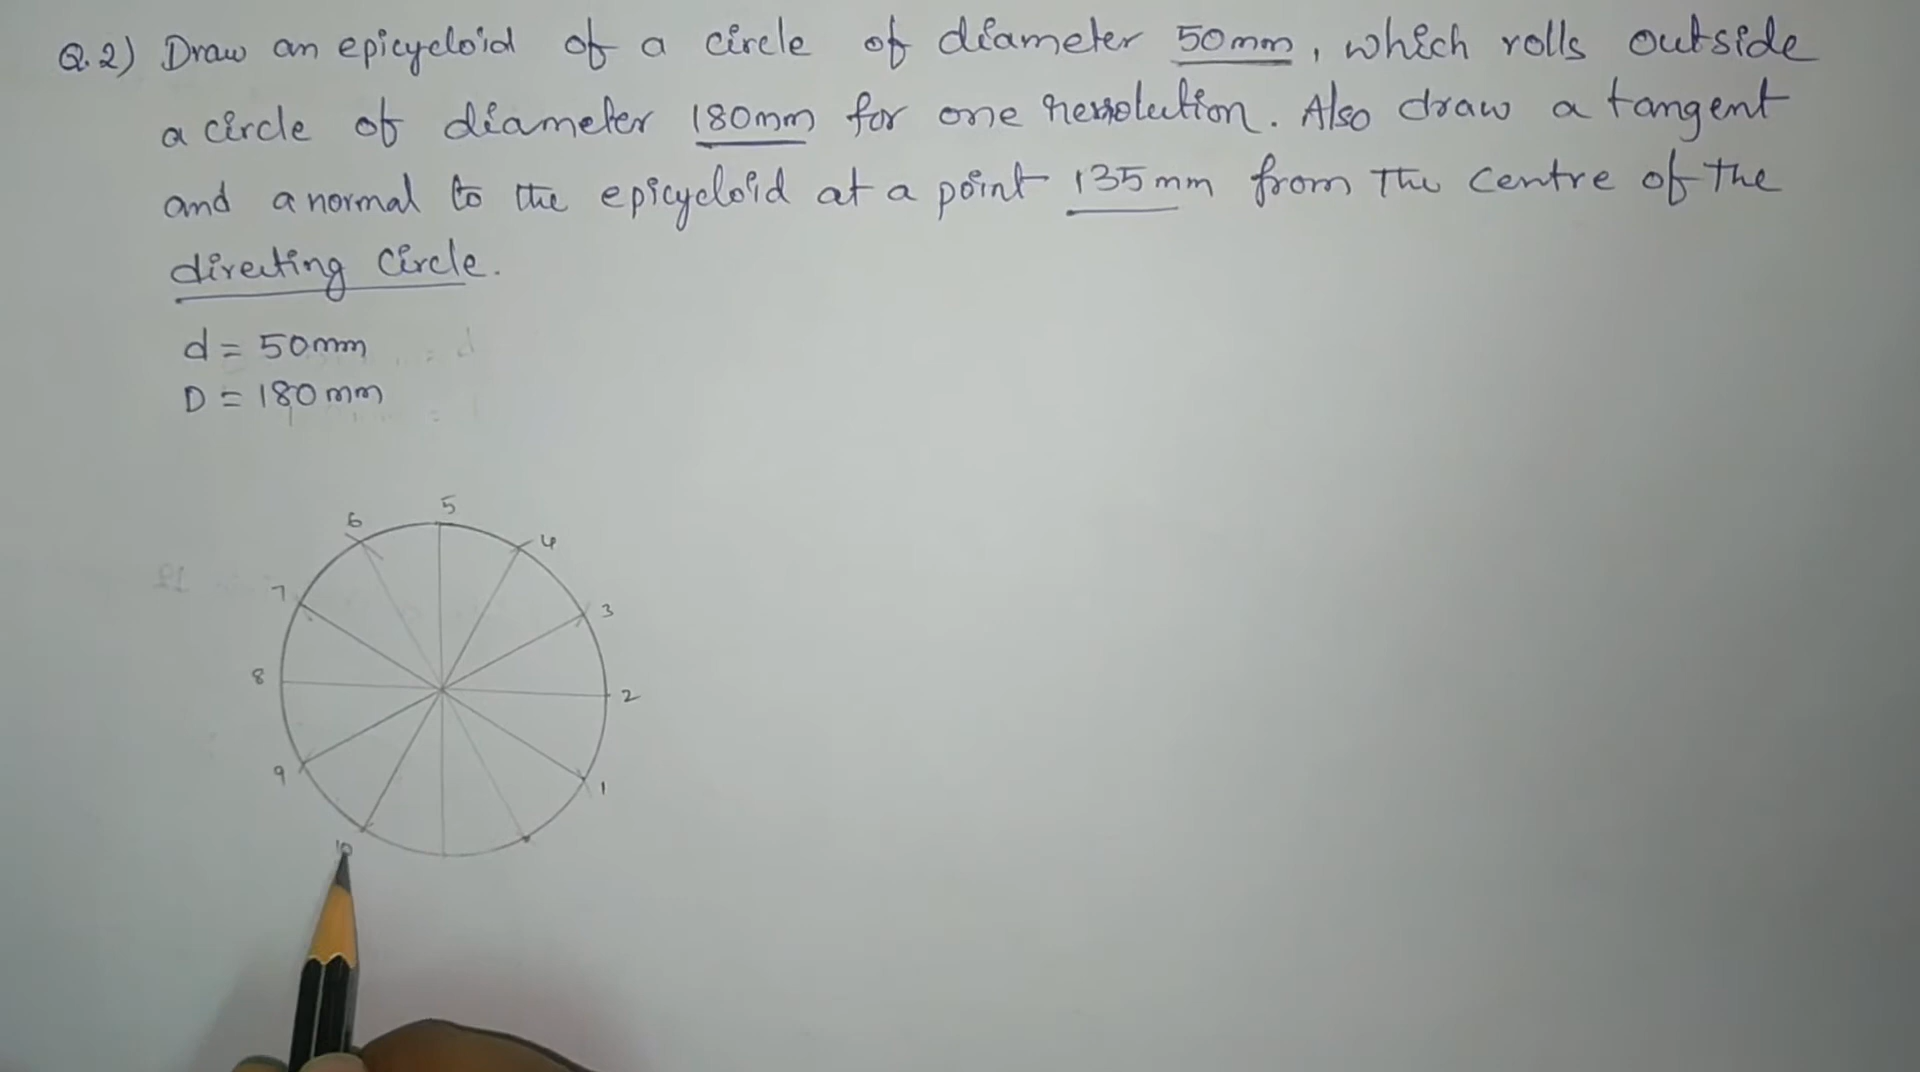 Q.2) Draw an epicycloid of a circle of diameter 50mm, which rolls outside
a circle of diameter 180mm for one revolution. Also draw a tangent
and a normal to the epicycloid at a point 135mm from the centre of the
directing circle.
d = 50mm
D = 180mm
5
6
4
7
3
8
2
9
1
10